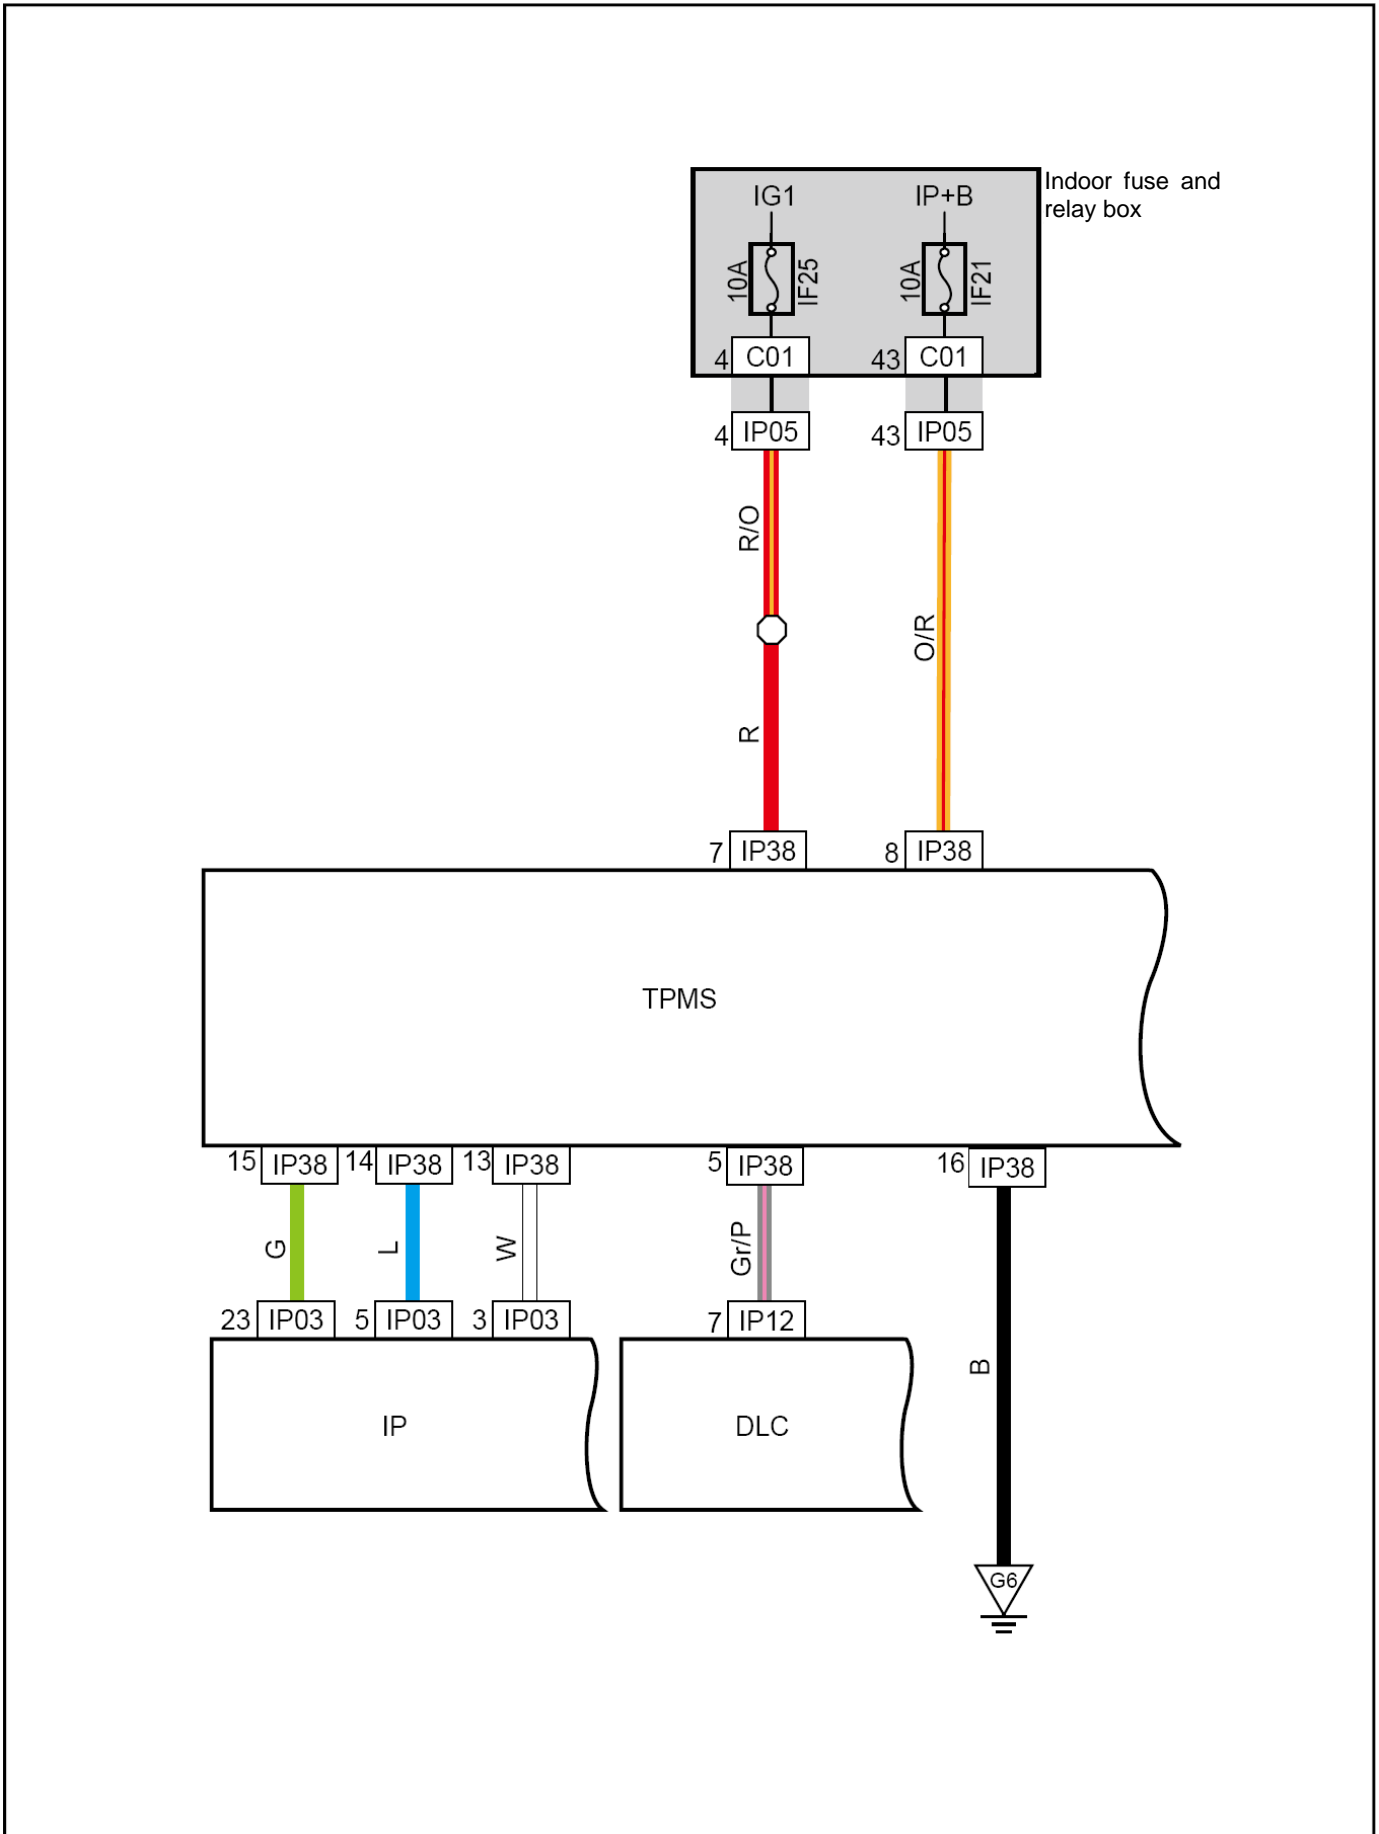 Indoor fuse and
relay box
IG1 IP+B
10A IF25 10A IF21
4 C01 43 C01
4 IP05 43 IP05
R/O
O/R
R
7 IP38 8 IP38
TPMS
15 IP38 14 IP38 13 IP38 5 IP38 16 IP38
G L W Gr/P
23 IP03 5 IP03 3 IP03 7 IP12
B
IP DLC
G6